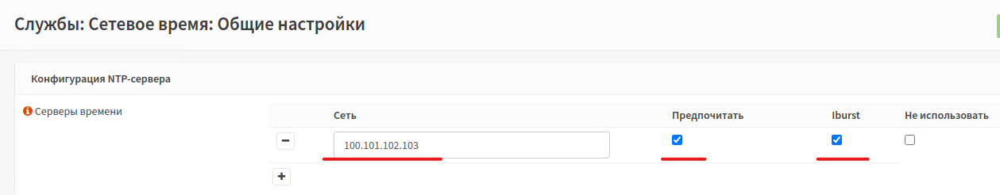 Службы: Сетевое время: Общие настройки
Конфигурация NTP-сервера
Серверы времени
Сеть Предпочитать Iburst Не использовать
100.101.102.103